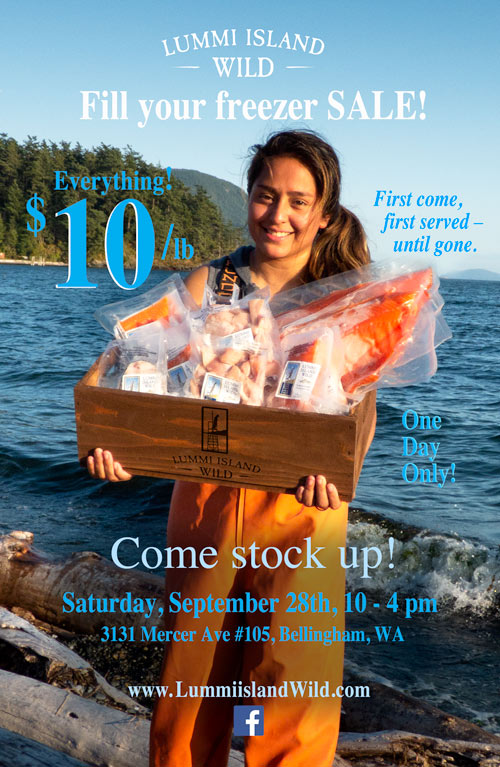 LUMMI ISLAND
WILD
Fill your freezer SALE!
Everything!
$10/lb
First come,
first served –
until gone.
LUMMI ISLAND
WILD
One
Day
Only!
Come stock up!
Saturday, September 28th, 10 - 4 pm
3131 Mercer Ave #105, Bellingham, WA
www.LummiislandWild.com
f